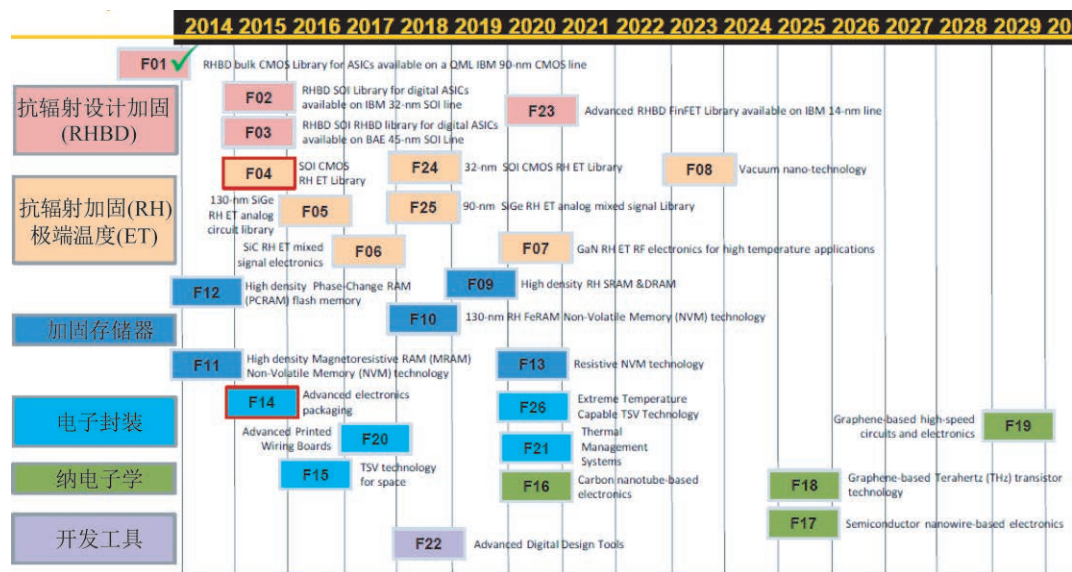 2014 2015 2016 2017 2018 2019 2020 2021 2022 2023 2024 2025 2026 2027 2028 2029 20
F01
RHBD bulk CMOS Library for ASICs available on a QML IBM 90-nm CMOS line
抗辐射设计加固
(RHBD)
F02
RHBD SOI Library for digital ASICs
available on IBM 32-nm SOI line
F23
Advanced RHBD FinFET Library available on IBM 14-nm line
F03
RHBD SOI RHBD library for digital ASICs
available on BAE 45-nm SOI Line
抗辐射加固(RH)
极端温度(ET)
F04
SOI CMOS
RH ET Library
F24
32-nm SOI CMOS RH ET Library
F08
Vacuum nano-technology
130-nm SiGe
RH ET analog
circuit library
F05
F25
90-nm SiGe RH ET analog mixed signal Library
SiC RH ET mixed
signal electronics
F06
F07
GaN RH ET RF electronics for high temperature applications
加固存储器
F12
High density Phase-Change RAM
(PCRAM) flash memory
F09
High density RH SRAM &DRAM
F10
130-nm RH FeRAM Non-Volatile Memory (NVM) technology
F11
High density Magnetoresistive RAM (MRAM)
Non-Volatile Memory (NVM) technology
F13
Resistive NVM technology
电子封装
F14
Advanced electronics
packaging
F26
Extreme Temperature
Capable TSV Technology
Graphene-based high-speed
circuits and electronics
F19
Advanced Printed
Wiring Boards
F20
F21
Thermal
Management
Systems
纳电子学
F15
TSV technology
for space
F16
Carbon nanotube-based
electronics
F18
Graphene-based Terahertz (THz) transistor
technology
F17
Semiconductor nanowire-based electronics
开发工具
F22
Advanced Digital Design Tools